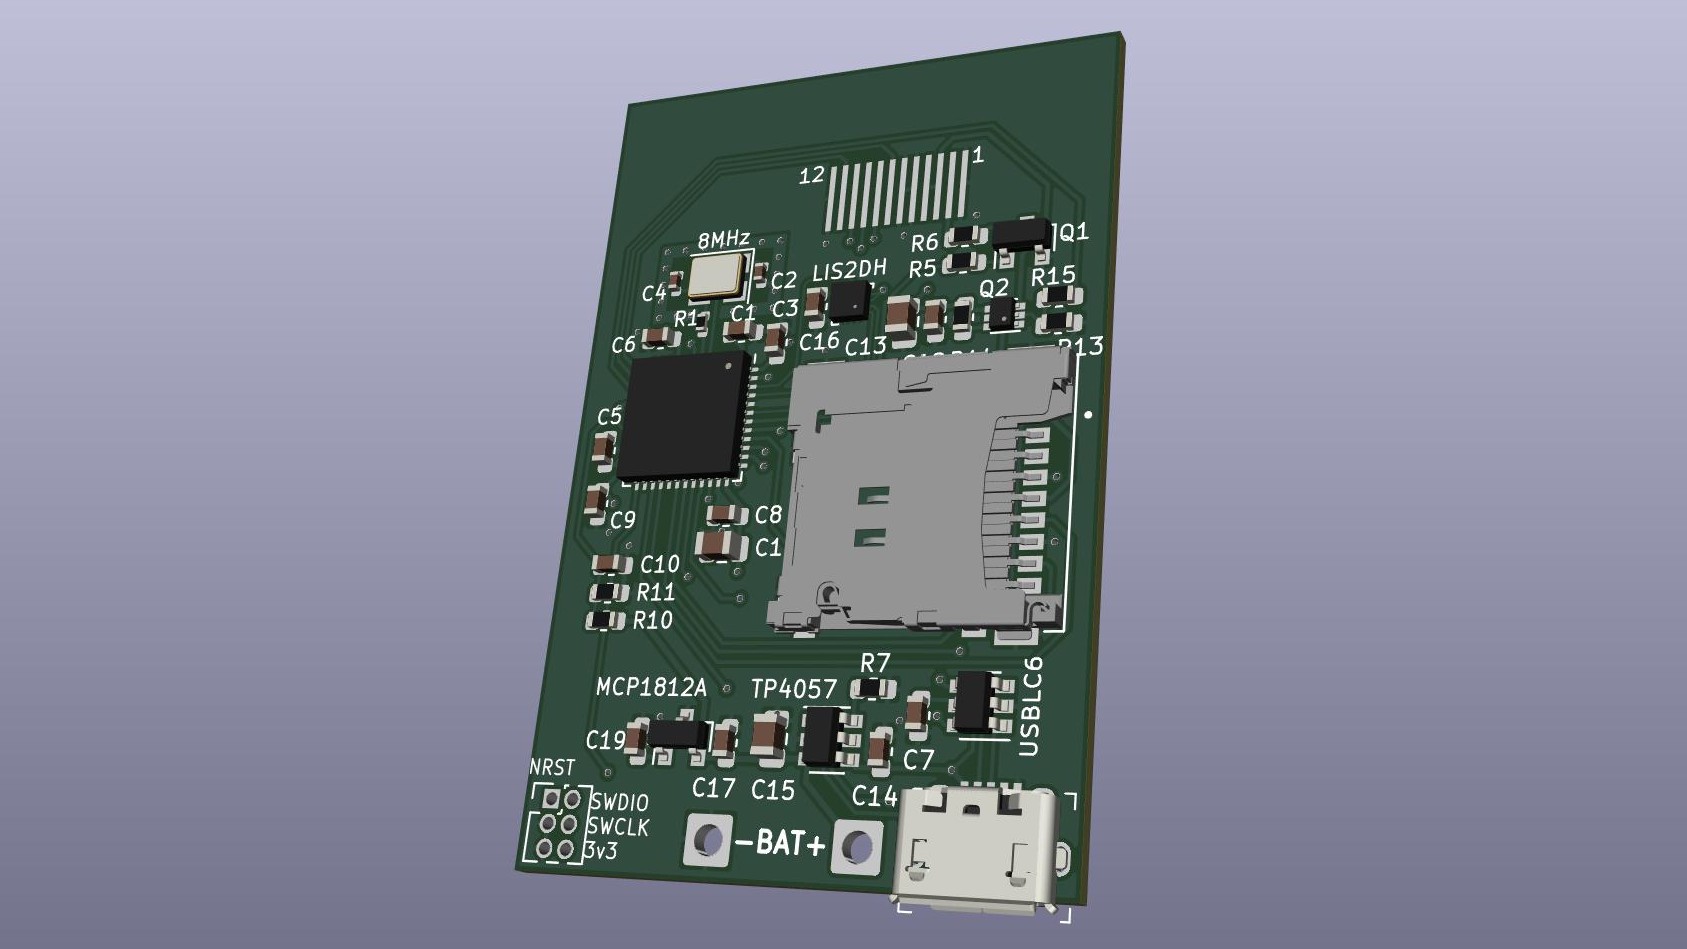 1
12
Q1
R6
8MHz
R5
LIS2DH
R15
C2
Q2
C4
C3
C1
R1
C16
C13
C6
R13
C5
C8
C9
C1
C10
R11
R10
R7
MCP1812A
TP4057
USBLC6
C19
C7
NRST
C17
C15
C14
SWDIO
SWCLK
3v3
-BAT+